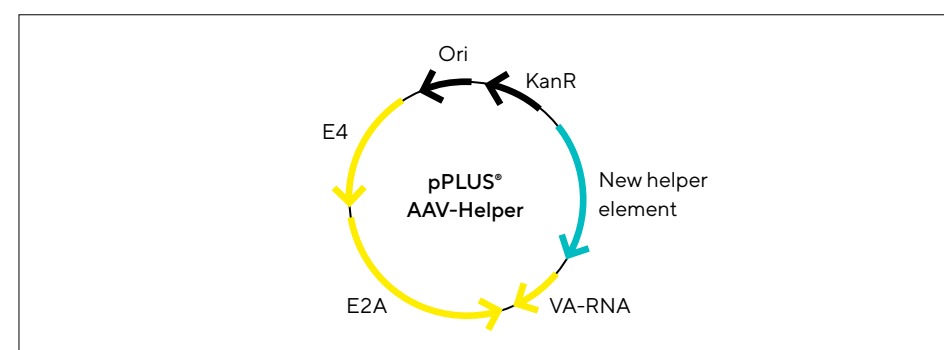 Ori
KanR
E4
pPLUS®
AAV-Helper
New helper
element
E2A
VA-RNA